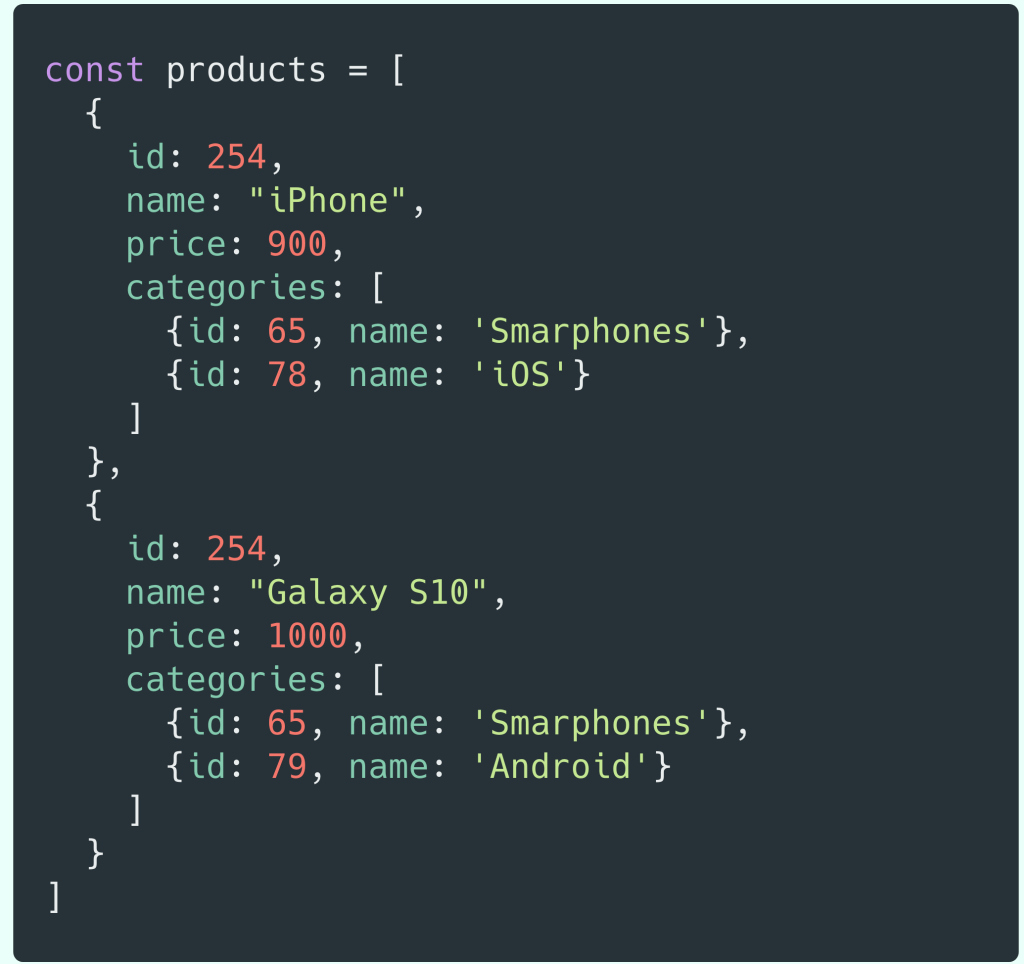 const products = [
  {
    id: 254,
    name: "iPhone",
    price: 900,
    categories: [
      {id: 65, name: 'Smarphones'},
      {id: 78, name: 'iOS'}
    ]
  },
  {
    id: 254,
    name: "Galaxy S10",
    price: 1000,
    categories: [
      {id: 65, name: 'Smarphones'},
      {id: 79, name: 'Android'}
    ]
  }
]